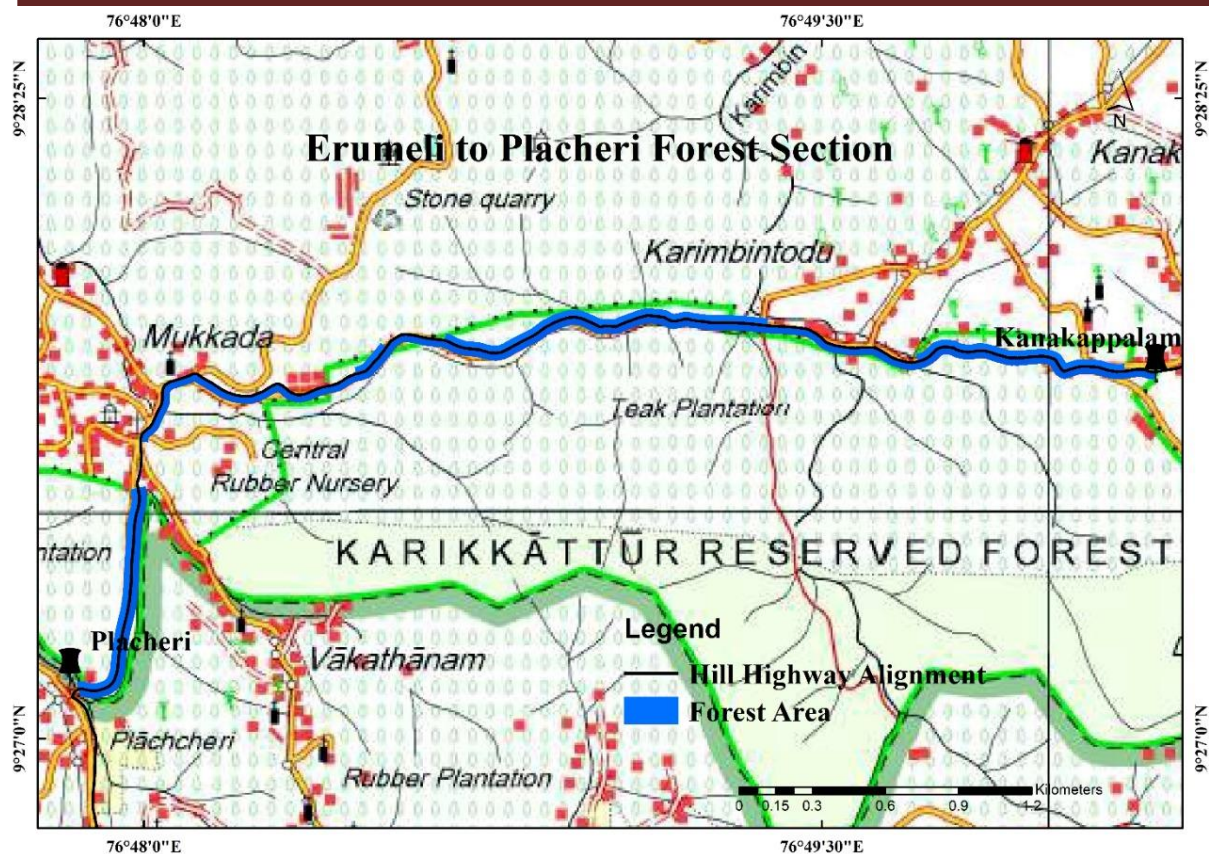 76°48'0"E
76°49'30"E
9°28'25"N
9°28'25"N
Karimbin
N
Erumeli to Placheri Forest Section
Kanak
Stone quarry
Karimbintodu
Mukkada
Kanakappalam
Teak Plantation
Central
Rubber Nursery
ntation
KARIKKĀTTŪR RESERVED FOREST
Placheri
Vākathānam
Legend
Hill Highway Alignment
Forest Area
Plāchcheri
Rubber Plantation
9°27'0"N
9°27'0"N
Kilometers
0 0.15 0.3 0.6 0.9 1.2
76°48'0"E
76°49'30"E